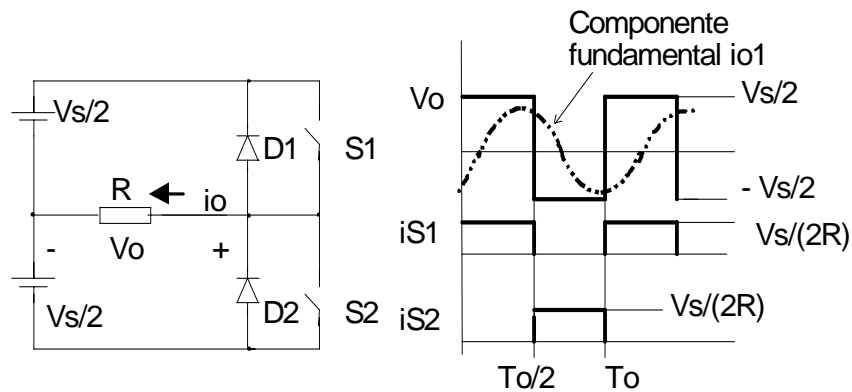 Componente
fundamental io1
Vo
Vs/2
Vs/2
D1
S1
R
io
- Vs/2
-
Vo
+
iS1
Vs/(2R)
Vs/2
D2
S2
iS2
Vs/(2R)
To/2
To